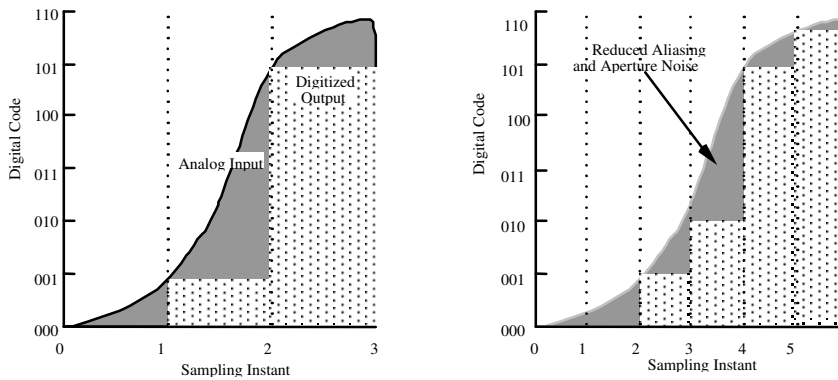 110
101
100
011
010
001
000
Digital Code
Analog Input
Digitized
Output
0
1
2
3
Sampling Instant
110
101
100
011
010
001
000
Digital Code
Reduced Aliasing
and Aperture Noise
0
1
2
3
4
5
Sampling Instant